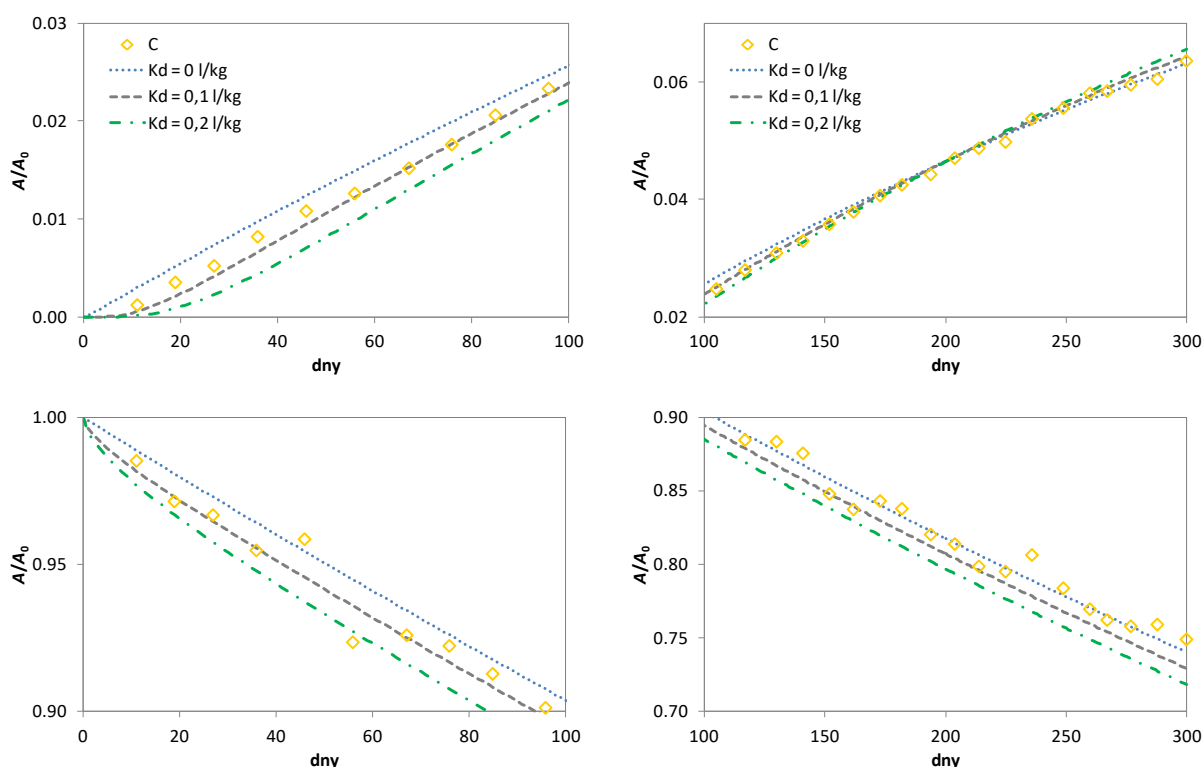 0.03
0.02
0.01
0.00
A/A0
C
Kd = 0 l/kg
Kd = 0,1 l/kg
Kd = 0,2 l/kg
0 20 40 60 80 100
dny
0.06
0.04
0.02
A/A0
C
Kd = 0 l/kg
Kd = 0,1 l/kg
Kd = 0,2 l/kg
100 150 200 250 300
dny
1.00
0.95
0.90
A/A0
0 20 40 60 80 100
dny
0.90
0.85
0.80
0.75
0.70
A/A0
100 150 200 250 300
dny